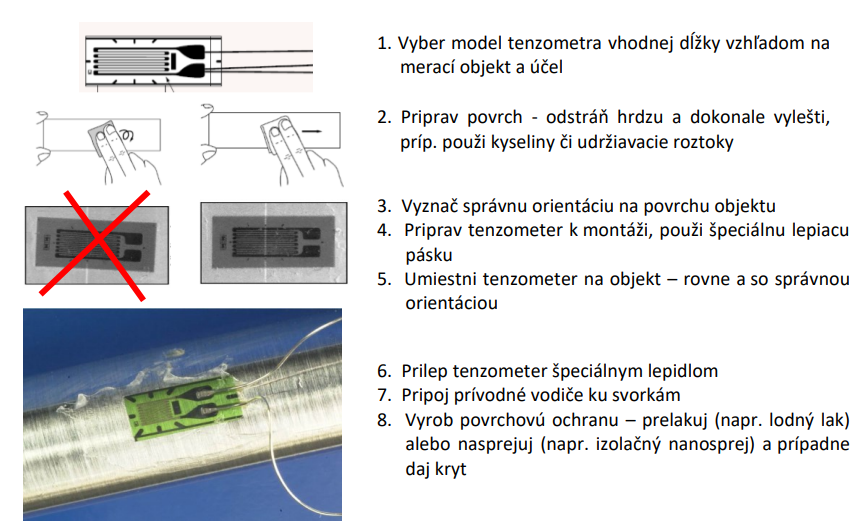 1. Vyber model tenzometra vhodnej dĺžky vzhľadom na
merací objekt a účel
2. Priprav povrch - odstráň hrdzu a dokonale vylešti,
príp. použi kyseliny či udržiavacie roztoky
3. Vyznač správnu orientáciu na povrchu objektu
4. Priprav tenzometer k montáži, použi špeciálnu lepiacu
pásku
5. Umiestni tenzometer na objekt – rovne a so správnou
orientáciou
6. Prilep tenzometer špeciálnym lepidlom
7. Pripoj prívodné vodiče ku svorkám
8. Vyrob povrchovú ochranu – prelakuj (napr. lodný lak)
alebo nasprejuj (napr. izolačný nanosprej) a prípadne
daj kryt